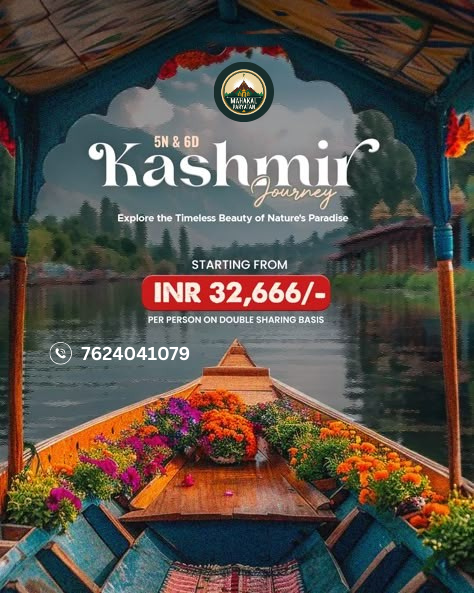 MAHAKAL
PARYATAN
5N & 6D
Kashmir
Journey
Explore the Timeless Beauty of Nature's Paradise
STARTING FROM
INR 32,666/-
PER PERSON ON DOUBLE SHARING BASIS
7624041079